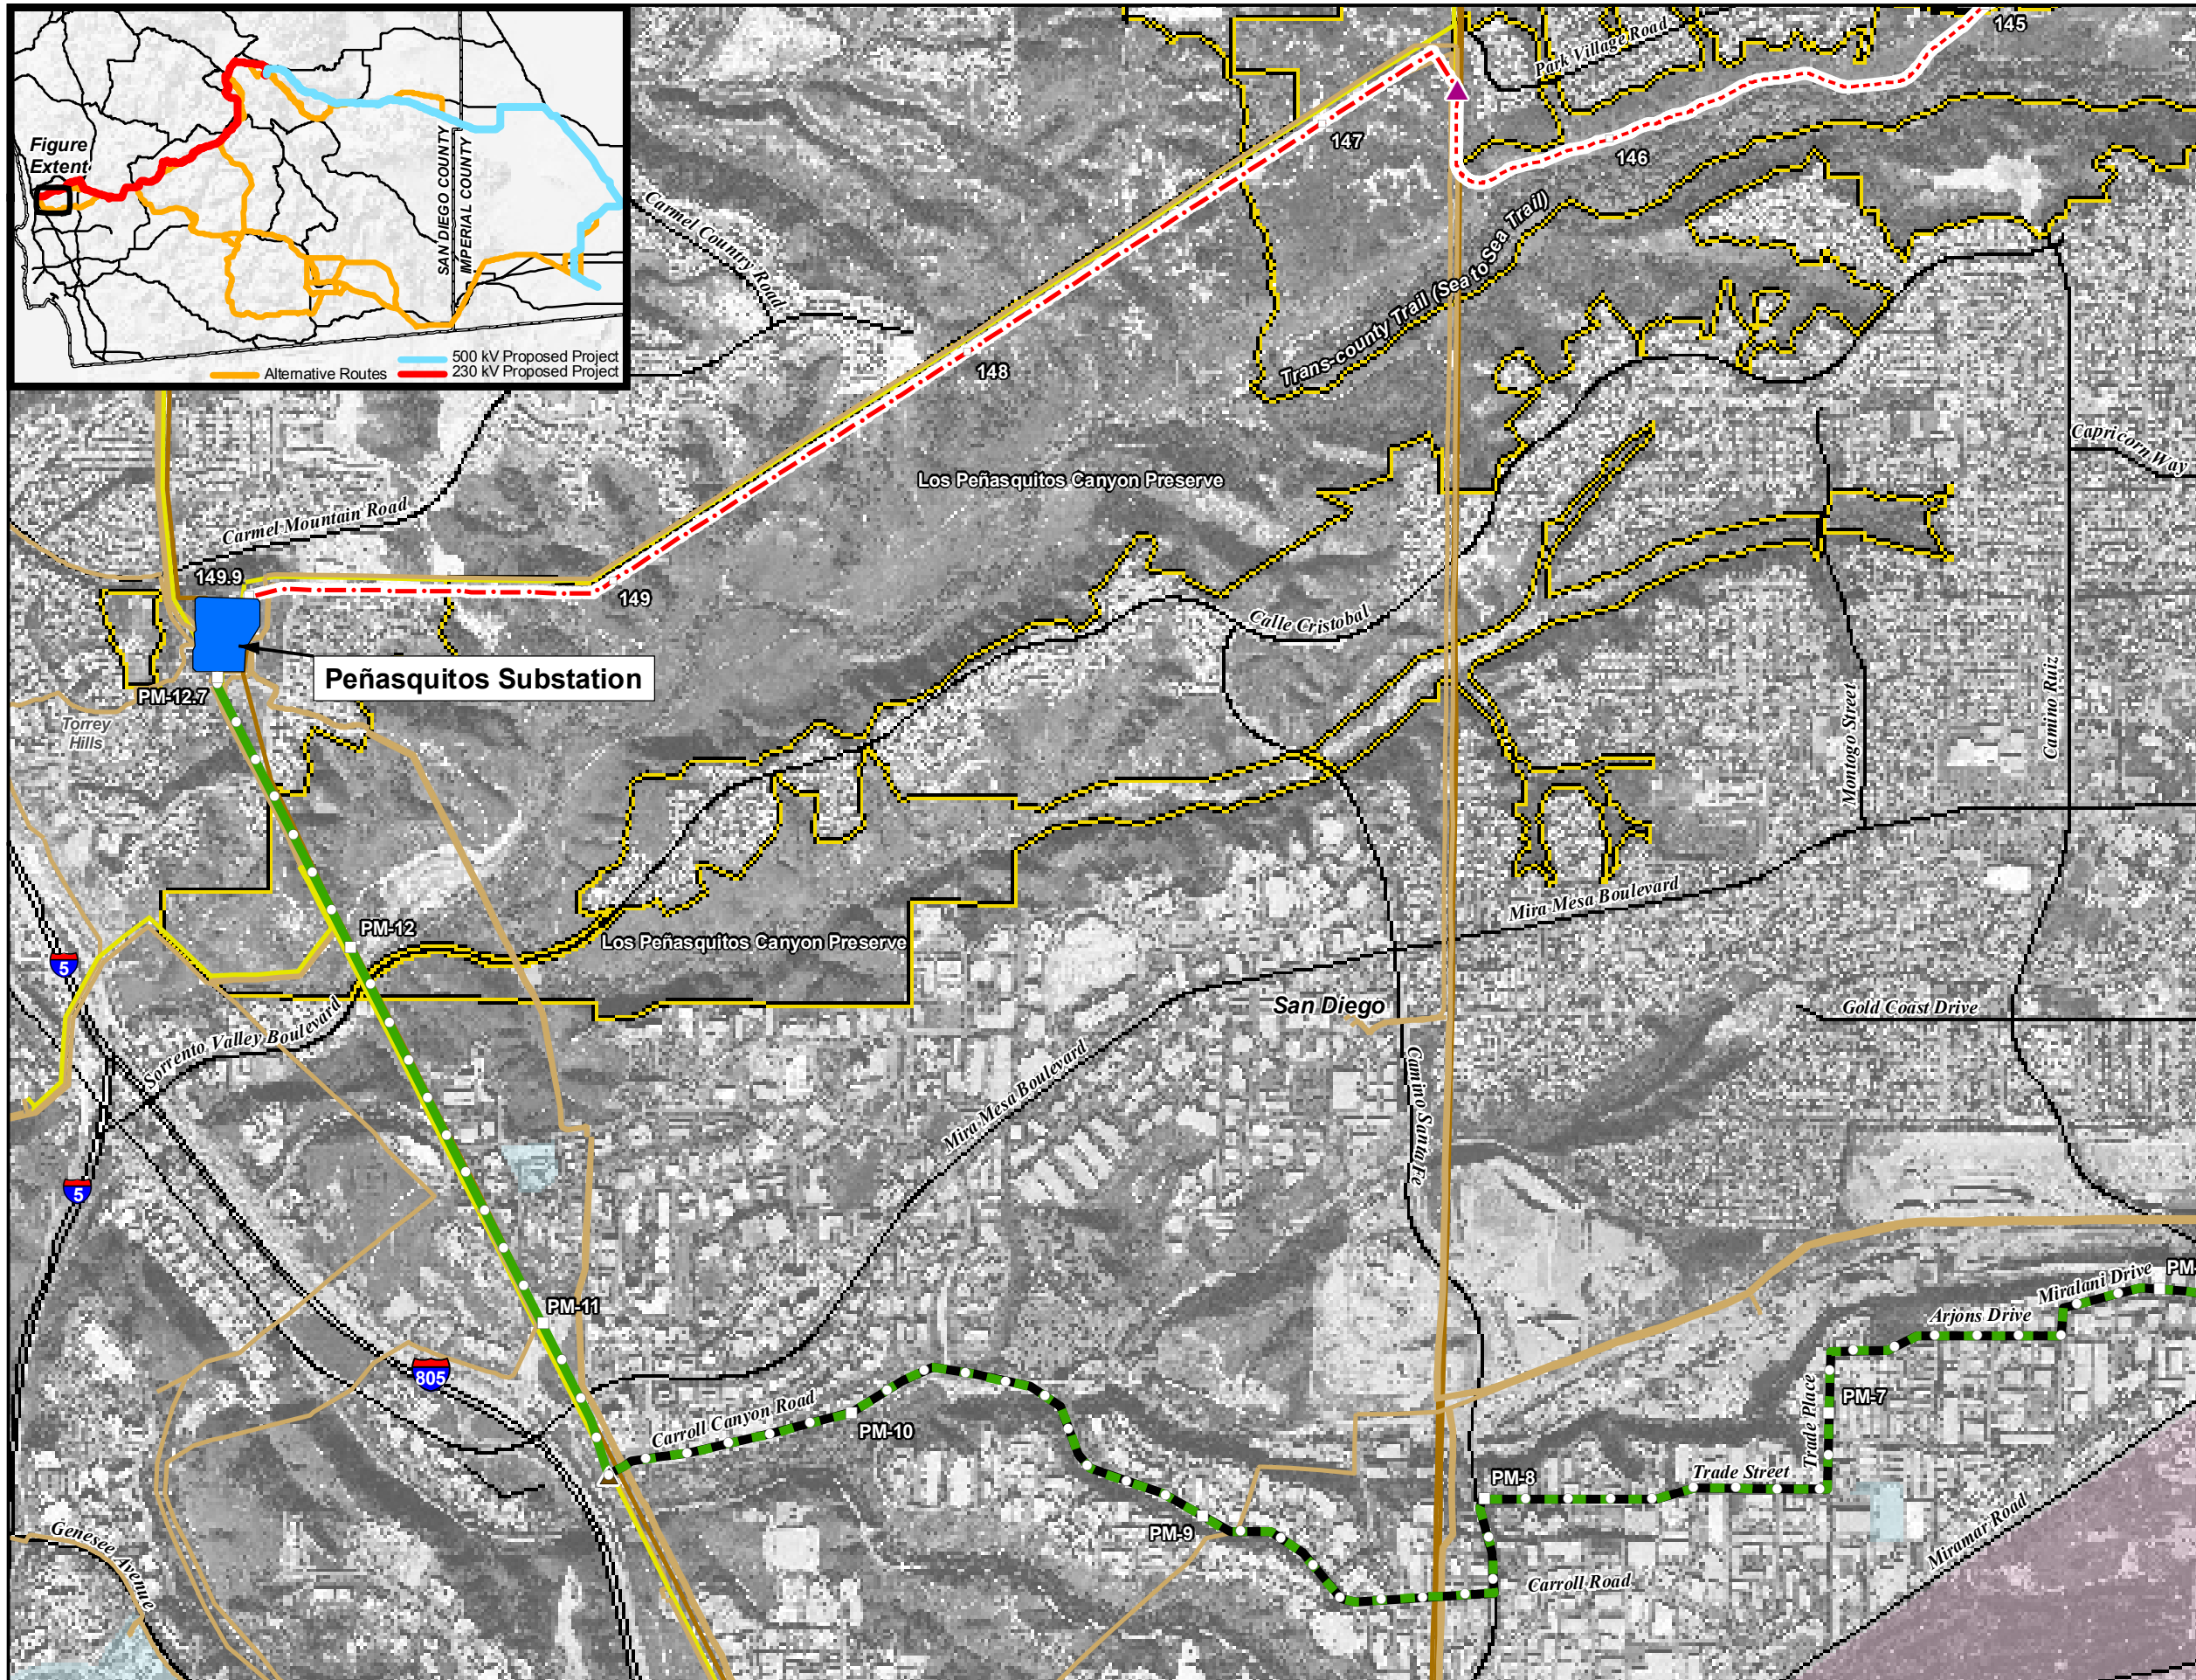 Figure
Extent
SAN DIEGO COUNTY
IMPERIAL COUNTY
500 kV Proposed Project
Alternative Routes
230 kV Proposed Project
145
Park Village Road
147
146
Carmel Country Road
Trans-county Trail (Sea to Sea Trail)
148
Capricorn Way
Los Peñasquitos Canyon Preserve
Carmel Mountain Road
149.9
149
Calle Cristobal
Peñasquitos Substation
PM-12.7
Torrey
Hills
Montogo Street
Camino Ruiz
Mira Mesa Boulevard
PM-12
Los Peñasquitos Canyon Preserve
5
San Diego
Gold Coast Drive
Sorrento Valley Boulevard
Mira Mesa Boulevard
Camino Santa Fe
5
PM-
Miralani Drive
Arjons Drive
PM-11
805
Carroll Canyon Road
Trade Place
PM-7
PM-10
Trade Street
PM-8
PM-9
Miramar Road
Genesee Avenue
Carroll Road